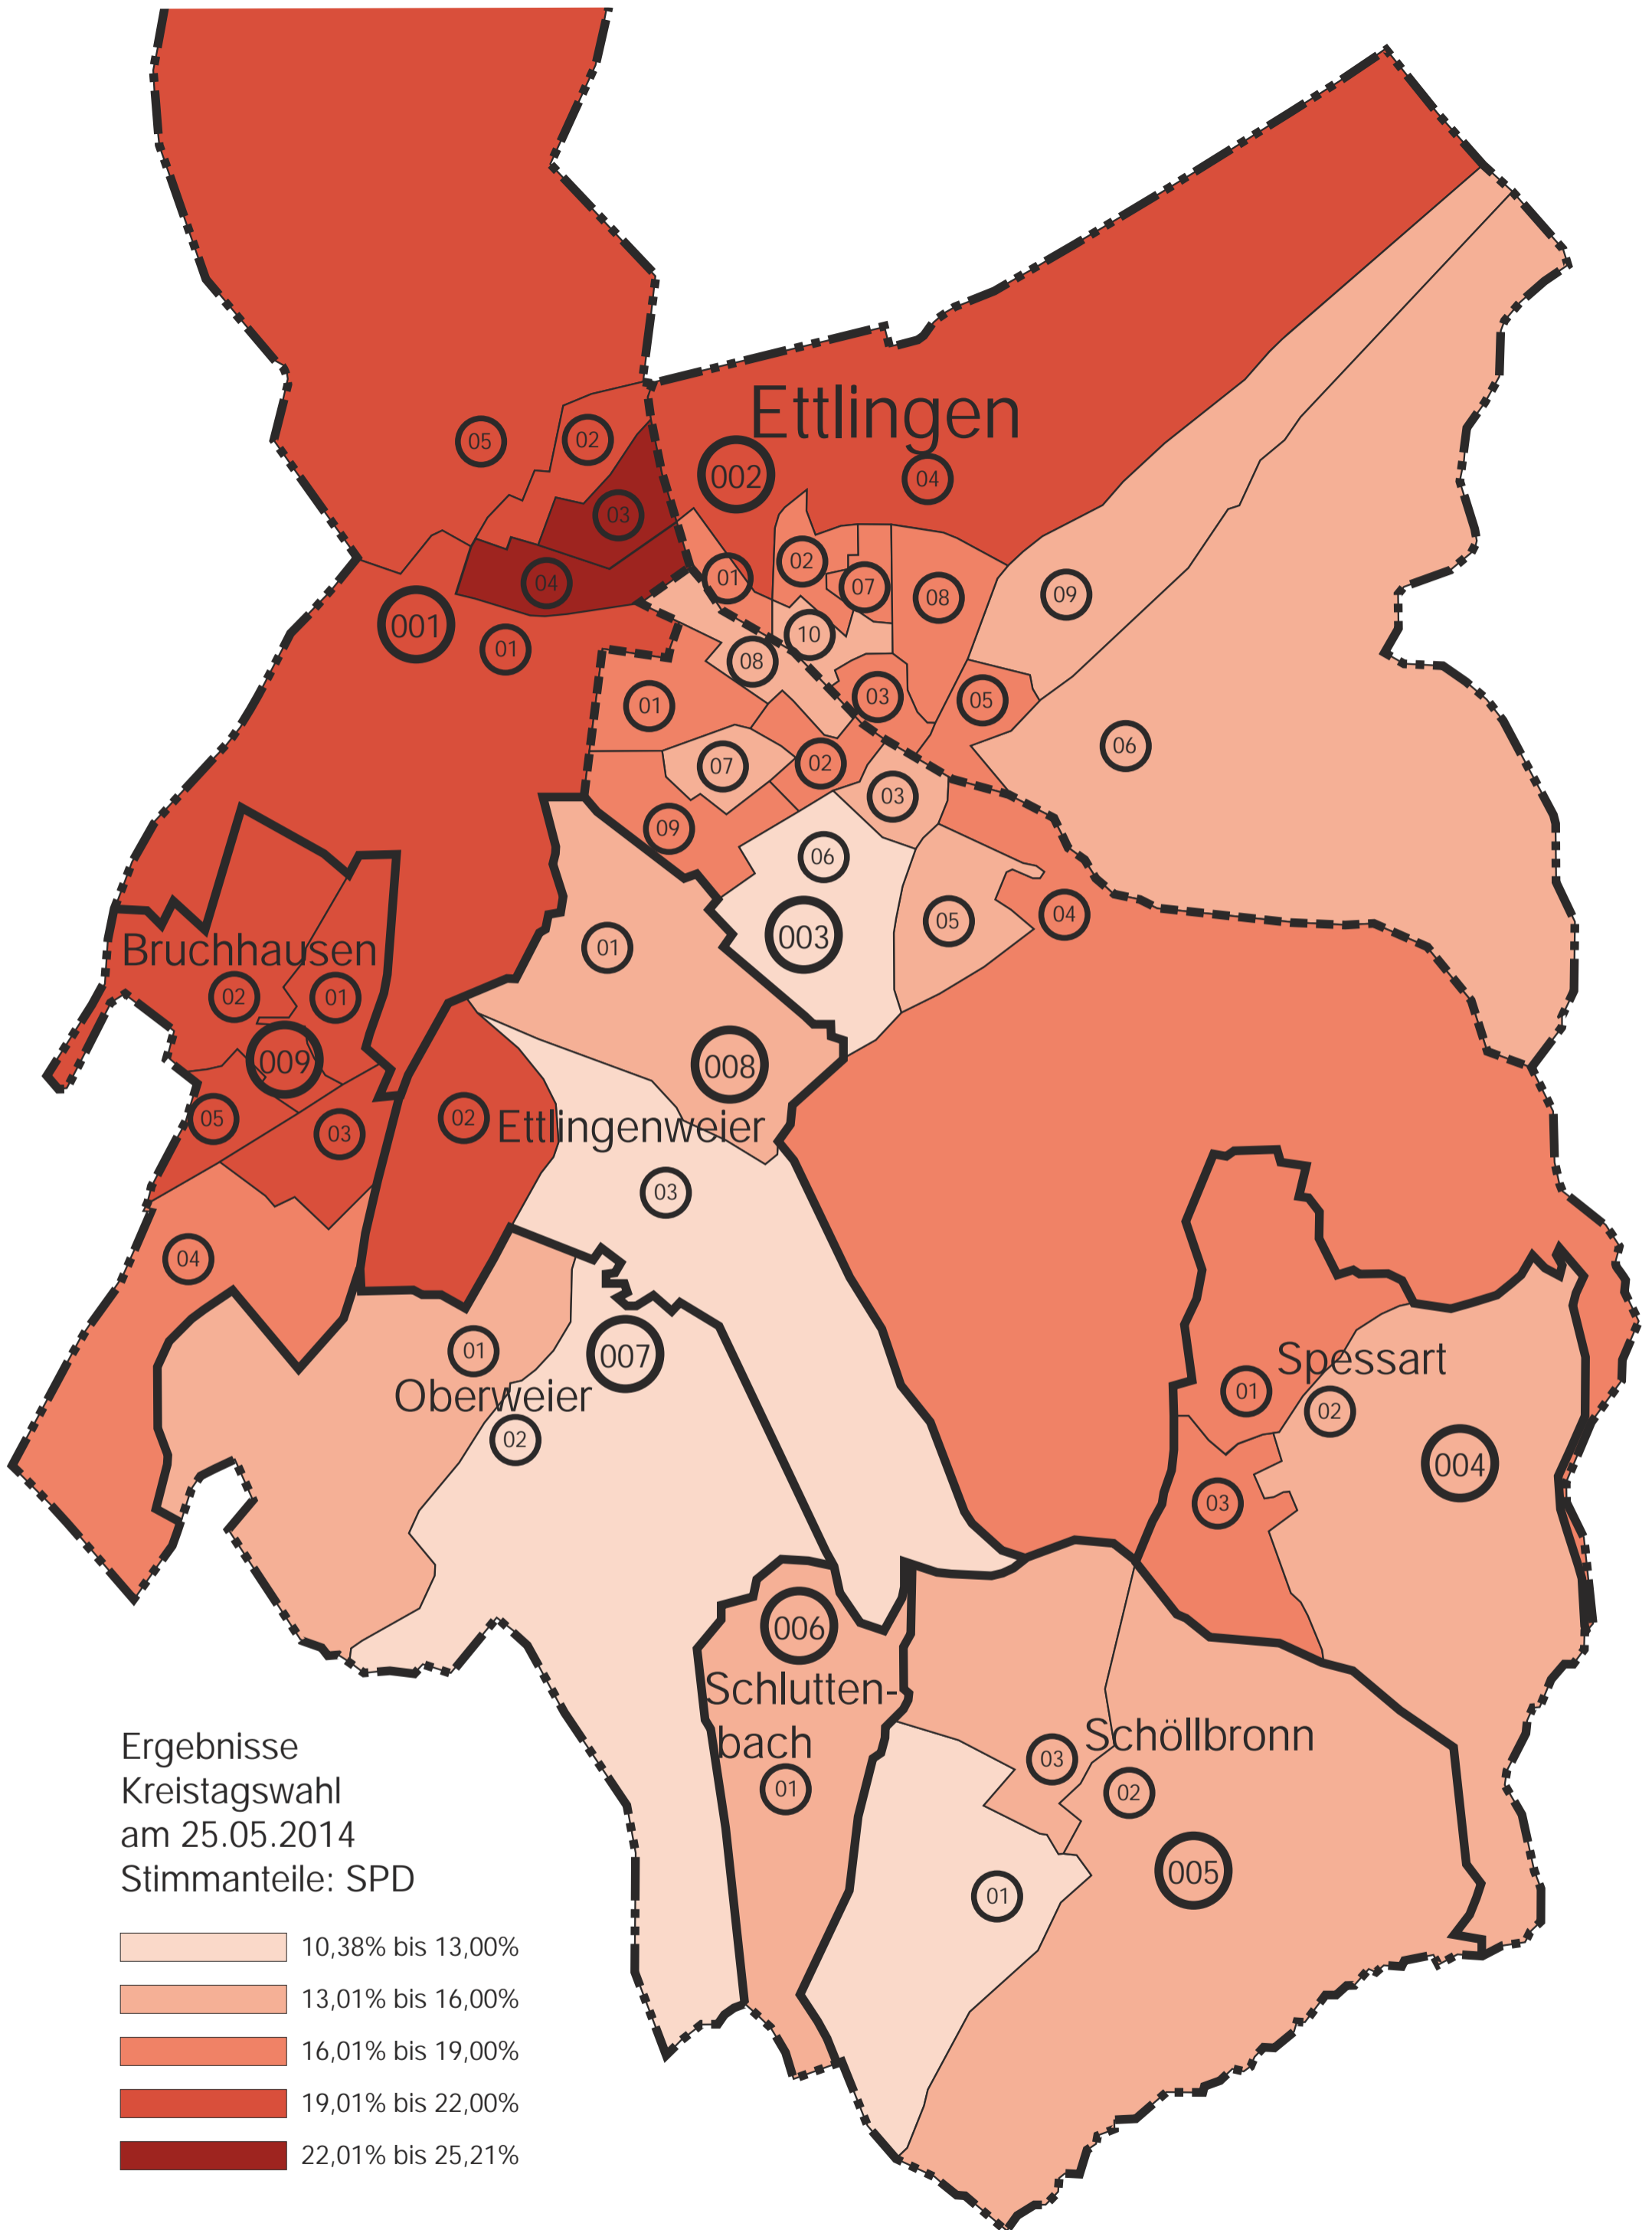 Ettlingen
05
02
002
04
03
02
01
07
08
09
04
001
10
01
08
03
05
01
06
07
02
03
09
06
04
05
003
01
Bruchhausen
02
01
009
008
02
Ettlingenweier
05
03
03
04
01
007
Spessart
Oberweier
01
02
02
004
03
006
Schlutten-
bach
Schöllbronn
03
01
02
005
01
Ergebnisse
Kreistagswahl
am 25.05.2014
Stimmanteile: SPD
10,38% bis 13,00%
13,01% bis 16,00%
16,01% bis 19,00%
19,01% bis 22,00%
22,01% bis 25,21%